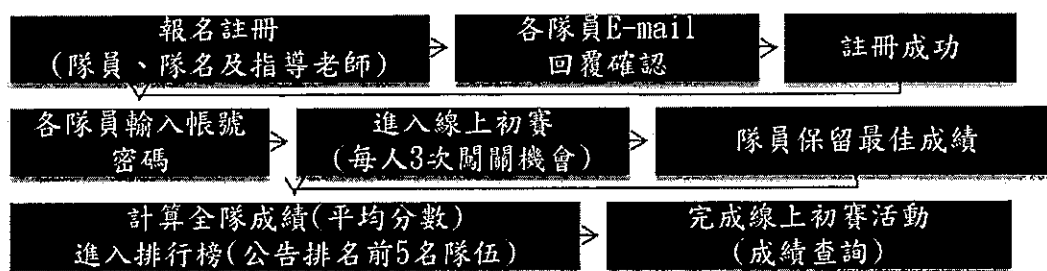 報名註冊
(隊員、隊名及指導老師)
各隊員E-mail
回覆確認
註冊成功
各隊員輸入帳號
密碼
進入線上初賽
(每人3次闖關機會)
隊員保留最佳成績
計算全隊成績(平均分數)
進入排行榜(公告排名前5名隊伍)
完成線上初賽活動
(成績查詢)